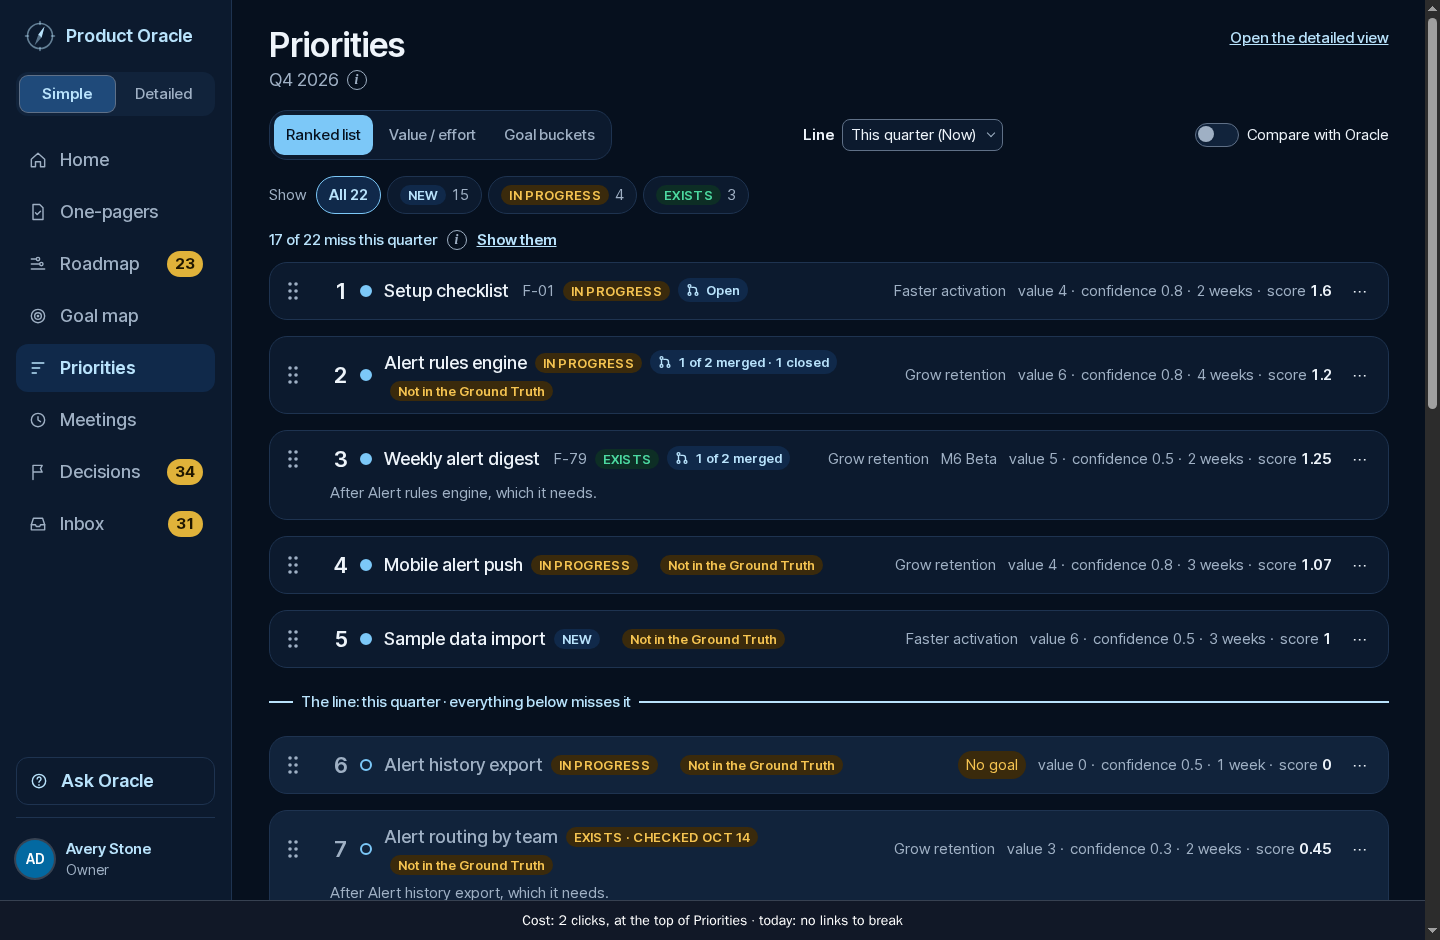 Product Oracle
Simple
Detailed
Home
One-pagers
Roadmap 23
Goal map
Priorities
Meetings
Decisions 34
Inbox 31
Ask Oracle
AD
Avery Stone
Owner
Priorities
Open the detailed view
Q4 2026 i
Ranked list
Value / effort
Goal buckets
Line This quarter (Now)
Compare with Oracle
Show All 22 NEW 15 IN PROGRESS 4 EXISTS 3
17 of 22 miss this quarter i Show them
1 Setup checklist F-01 IN PROGRESS Open Faster activation value 4 · confidence 0.8 · 2 weeks · score 1.6 ···
2 Alert rules engine IN PROGRESS 1 of 2 merged · 1 closed
Not in the Ground Truth
Grow retention value 6 · confidence 0.8 · 4 weeks · score 1.2 ···
3 Weekly alert digest F-79 EXISTS 1 of 2 merged Grow retention M6 Beta value 5 · confidence 0.5 · 2 weeks · score 1.25 ···
After Alert rules engine, which it needs.
4 Mobile alert push IN PROGRESS Not in the Ground Truth Grow retention value 4 · confidence 0.8 · 3 weeks · score 1.07 ···
5 Sample data import NEW Not in the Ground Truth Faster activation value 6 · confidence 0.5 · 3 weeks · score 1 ···
The line: this quarter · everything below misses it
6 Alert history export IN PROGRESS Not in the Ground Truth No goal value 0 · confidence 0.5 · 1 week · score 0 ···
7 Alert routing by team EXISTS · CHECKED OCT 14
Not in the Ground Truth
Grow retention value 3 · confidence 0.3 · 2 weeks · score 0.45 ···
After Alert history export, which it needs.
Cost: 2 clicks, at the top of Priorities · today: no links to break